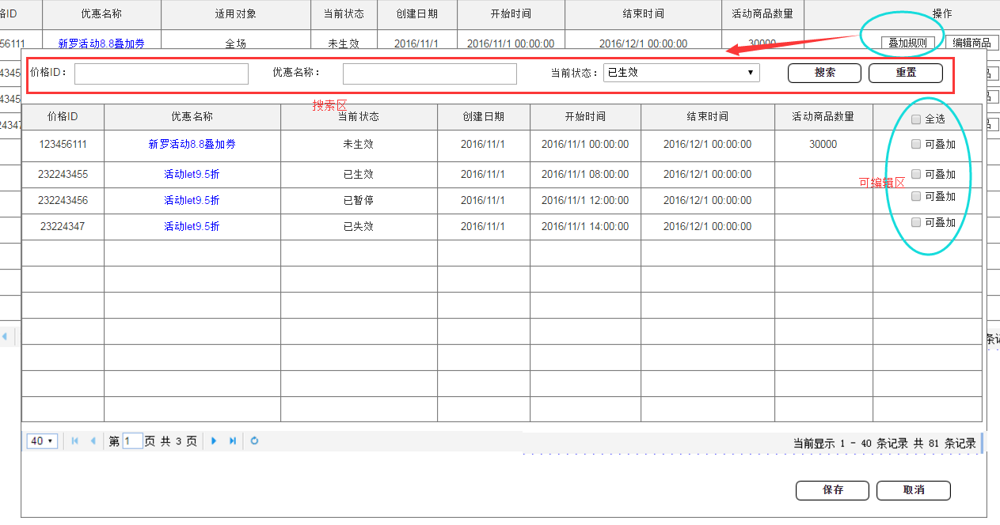 格ID 优惠名称 适用对象 当前状态 创建日期 开始时间 结束时间 活动商品数量 操作
56111 新罗活动8.8叠加券 全场 未生效 2016/11/1 2016/11/1 00:00:00 2016/12/1 00:00:00 30000 叠加规则 编辑商品
4345 品
价格ID： 优惠名称： 当前状态： 已生效 搜索 重置
4345 品
搜索区
价格ID 优惠名称 当前状态 创建日期 开始时间 结束时间 活动商品数量 全选
24347 品
123456111 新罗活动8.8叠加券 未生效 2016/11/1 2016/11/1 00:00:00 2016/12/1 00:00:00 30000 可叠加
232243455 活动let9.5折 已生效 2016/11/1 2016/11/1 08:00:00 2016/12/1 00:00:00 可叠加
可编辑区
232243456 活动let9.5折 已暂停 2016/11/1 2016/11/1 12:00:00 2016/12/1 00:00:00 可叠加
23224347 活动let9.5折 已失效 2016/11/1 2016/11/1 14:00:00 2016/12/1 00:00:00 可叠加
条记
40 第 1 页 共 3 页 当前显示 1 - 40 条记录 共 81 条记录
保存 取消